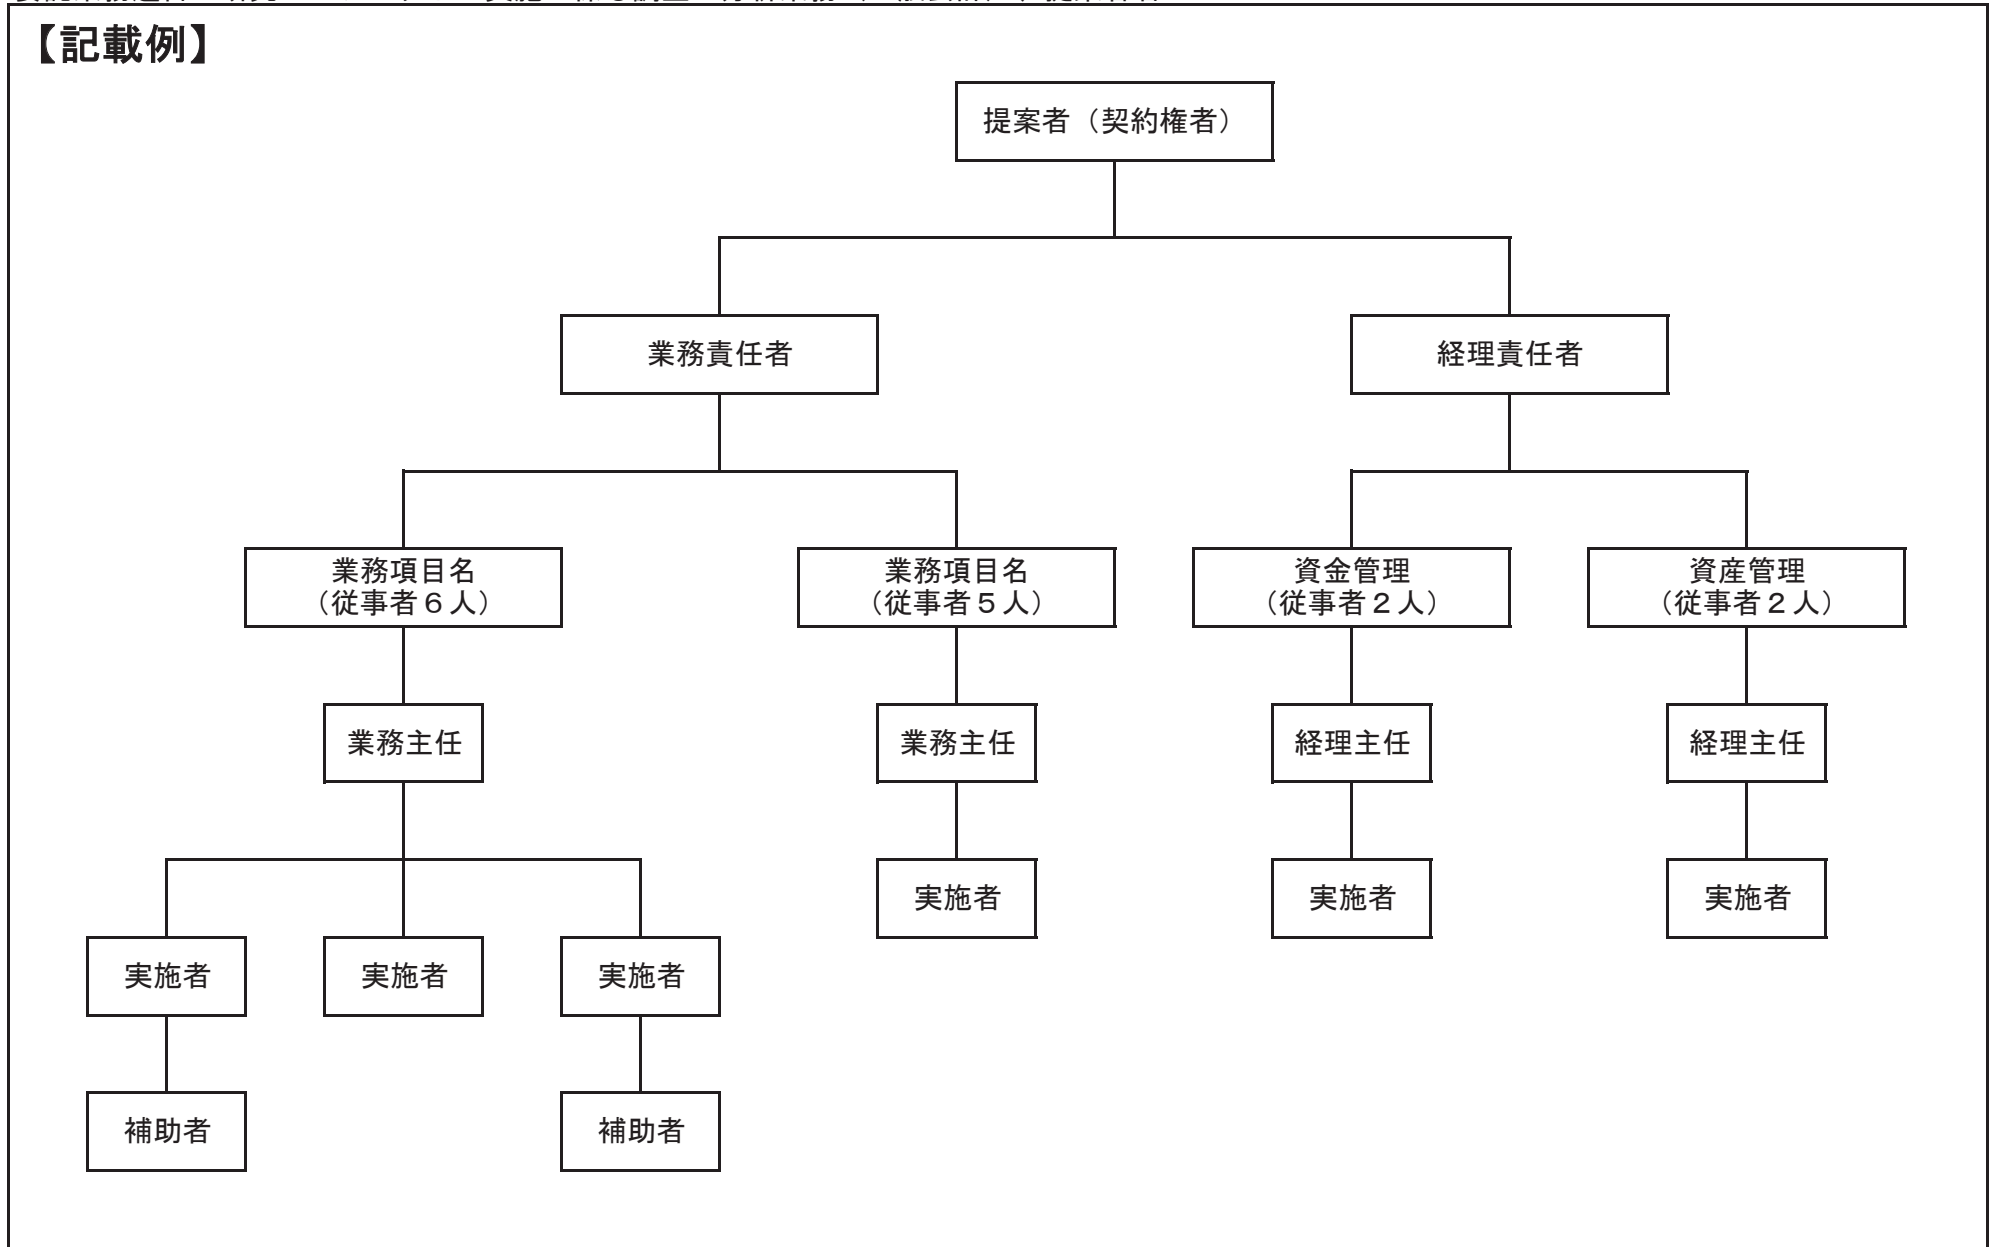 【記載例】
提案者（契約権者）
業務責任者
経理責任者
業務項目名
（従事者６人）
業務項目名
（従事者５人）
資金管理
（従事者２人）
資産管理
（従事者２人）
業務主任
業務主任
経理主任
経理主任
実施者
実施者
実施者
実施者
実施者
実施者
補助者
補助者